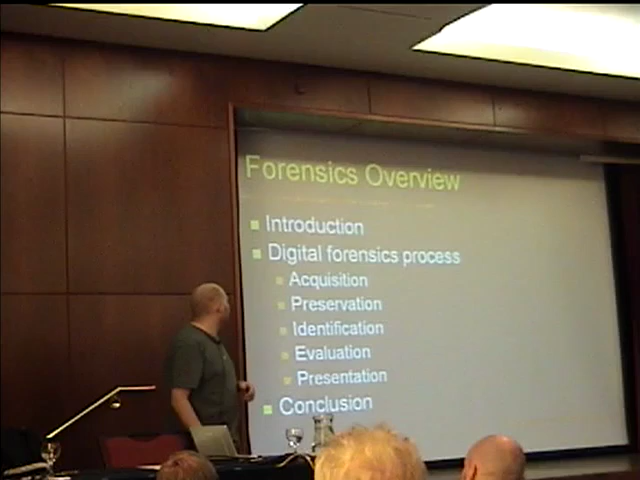 Forensics Overview
Introduction
Digital forensics process
Acquisition
Preservation
Identification
Evaluation
Presentation
Conclusion